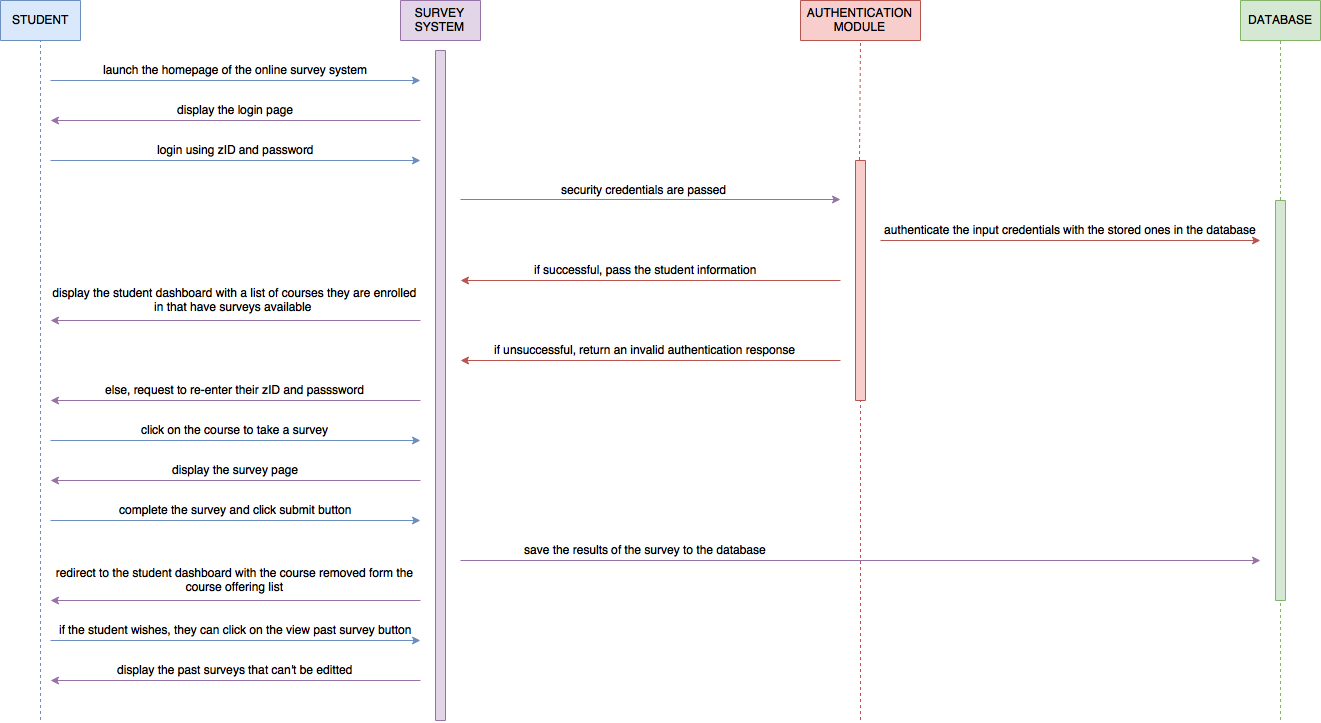 STUDENT
SURVEY
SYSTEM
AUTHENTICATION
MODULE
DATABASE
launch the homepage of the online survey system
display the login page
login using zID and password
security credentials are passed
authenticate the input credentials with the stored ones in the database
if successful, pass the student information
display the student dashboard with a list of courses they are enrolled
in that have surveys available
if unsuccessful, return an invalid authentication response
else, request to re-enter their zID and passsword
click on the course to take a survey
display the survey page
complete the survey and click submit button
save the results of the survey to the database
redirect to the student dashboard with the course removed form the
course offering list
if the student wishes, they can click on the view past survey button
display the past surveys that can't be editted